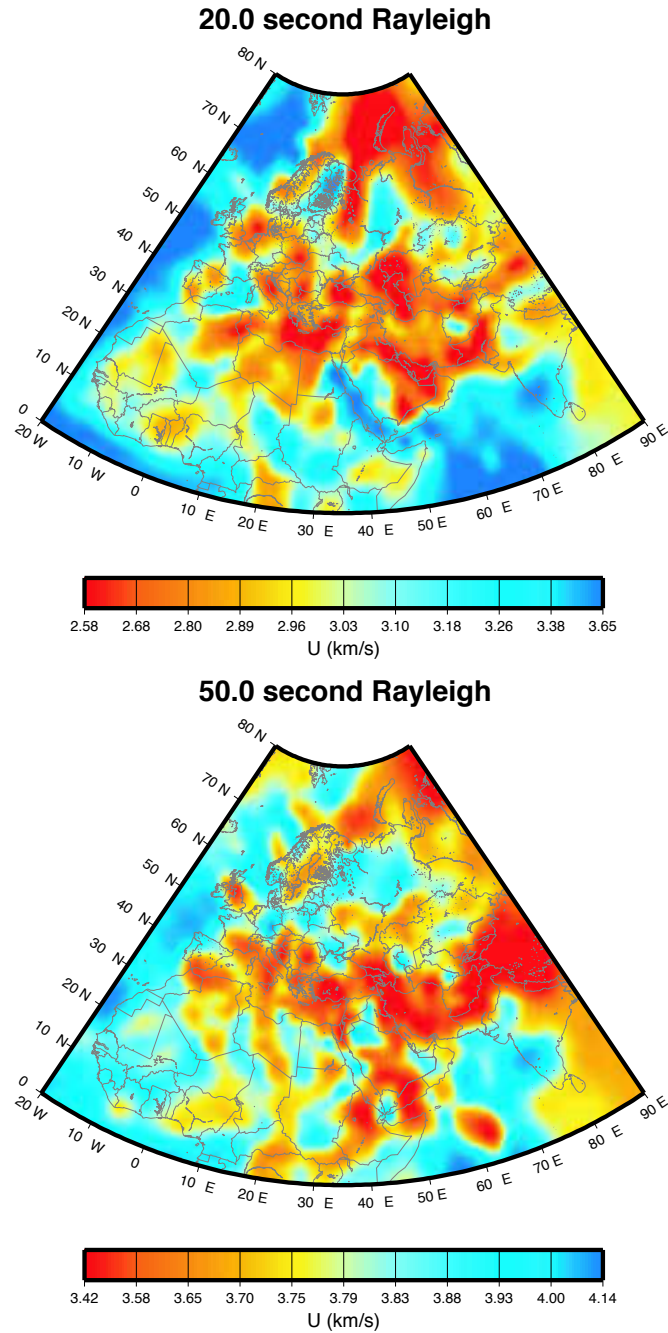 20.0 second Rayleigh
80 N
70 N
60 N
50 N
40 N
30 N
20 N
10 N
0
20 W
10 W
0
10 E
20 E
30 E
40 E
50 E
60 E
70 E
80 E
90 E
2.58 2.68 2.80 2.89 2.96 3.03 3.10 3.18 3.26 3.38 3.65
U (km/s)
50.0 second Rayleigh
80 N
70 N
60 N
50 N
40 N
30 N
20 N
10 N
0
20 W
10 W
0
10 E
20 E
30 E
40 E
50 E
60 E
70 E
80 E
90 E
3.42 3.58 3.65 3.70 3.75 3.79 3.83 3.88 3.93 4.00 4.14
U (km/s)